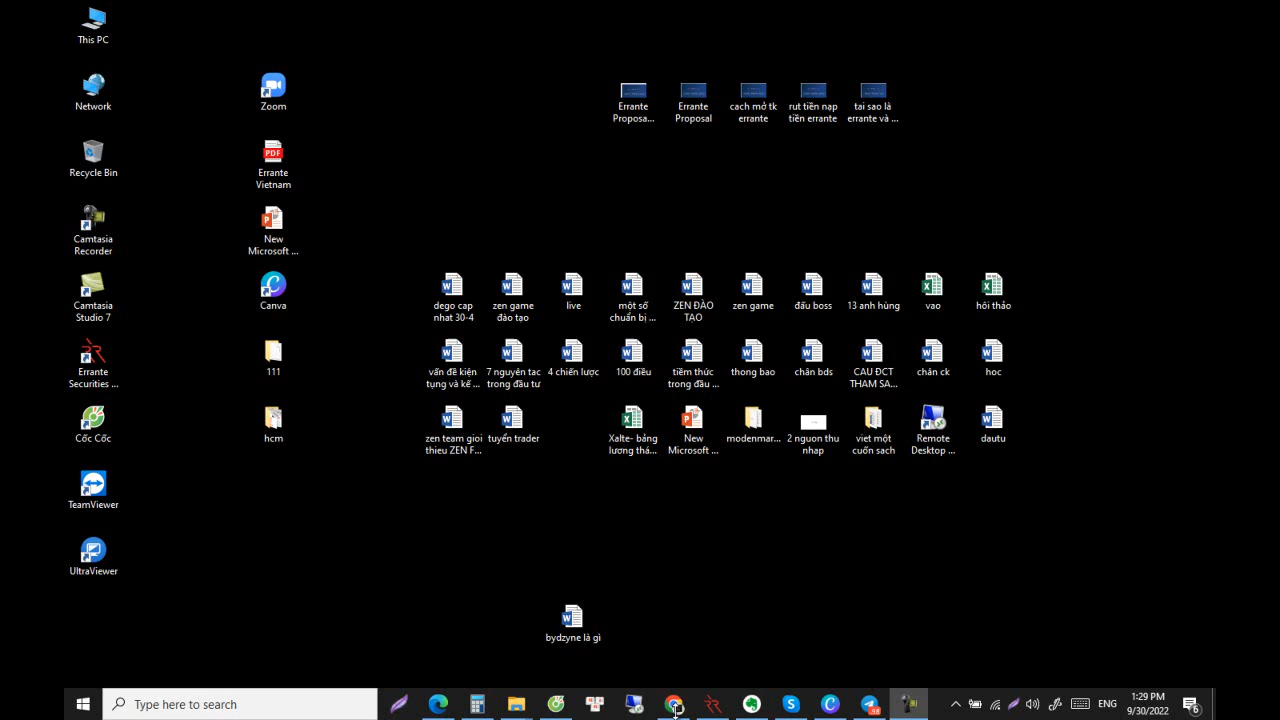 This PC
Network
Zoom
Errante
Proposa...
Errante
Proposal
cach mở tk
errante
rut tiền nạp
tiền errante
tai sao là
errante và ...
Recycle Bin
PDF
Errante
Vietnam
Camtasia
Recorder
New
Microsoft ...
Camtasia
Studio 7
Canva
dego cap
nhat 30-4
zen game
đào tạo
live
một số
chuẩn bị ...
ZEN ĐÀO
TẠO
zen game
đấu boss
13 anh hùng
vao
hôi thảo
Errante
Securities ...
111
vấn đề kiện
tụng và kế ...
7 nguyên tac
trong đầu tư
4 chiến lược
100 điều
tiềm thức
trong đầu ...
thong bao
chân bds
CAU ĐCT
THAM SA...
chân ck
hoc
Cốc Cốc
hcm
zen team gioi
thieu ZEN F...
tuyển trader
Xalte- bảng
lương thá...
New
Microsoft ...
modenmar...
2 nguon thu
nhap
viet một
cuốn sach
Remote
Desktop ...
dautu
TeamViewer
UltraViewer
bydzyne là gì
Type here to search
98
ENG
1:29 PM
9/30/2022
6